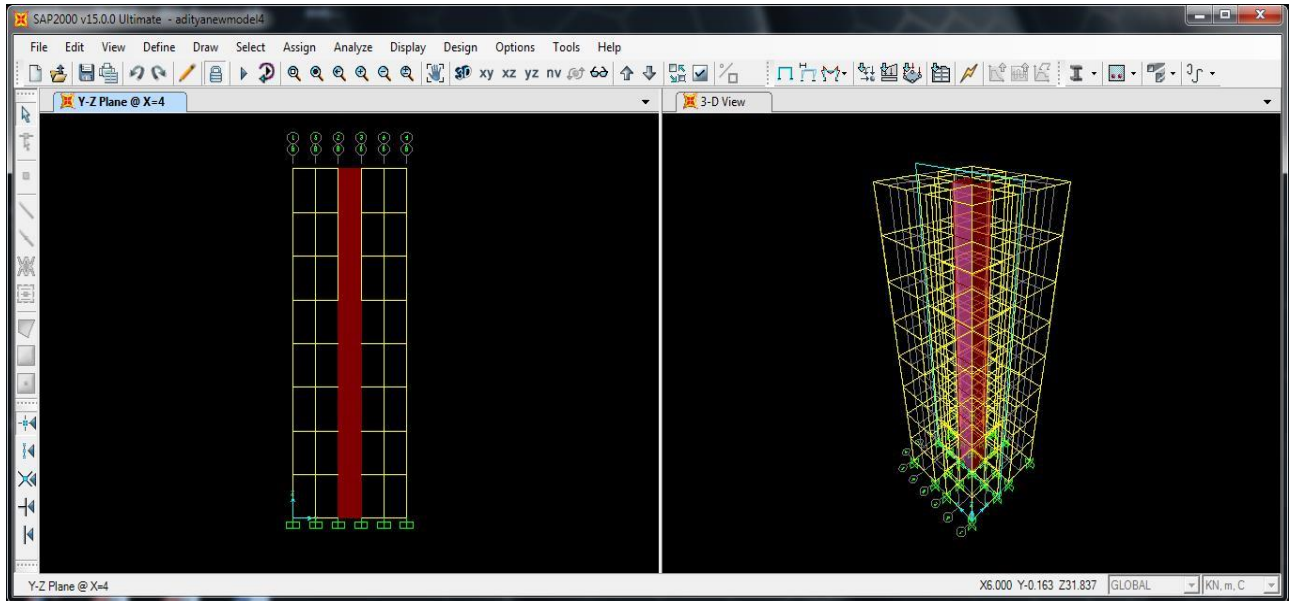 SAP2000 v15.0.0 Ultimate - adityanewmodel4
File Edit View Define Draw Select Assign Analyze Display Design Options Tools Help
3D xy xz yz nv
Y-Z Plane @ X=4
3-D View
Y-Z Plane @ X=4
X6.000 Y-0.163 Z31.837
GLOBAL
KN, m, C